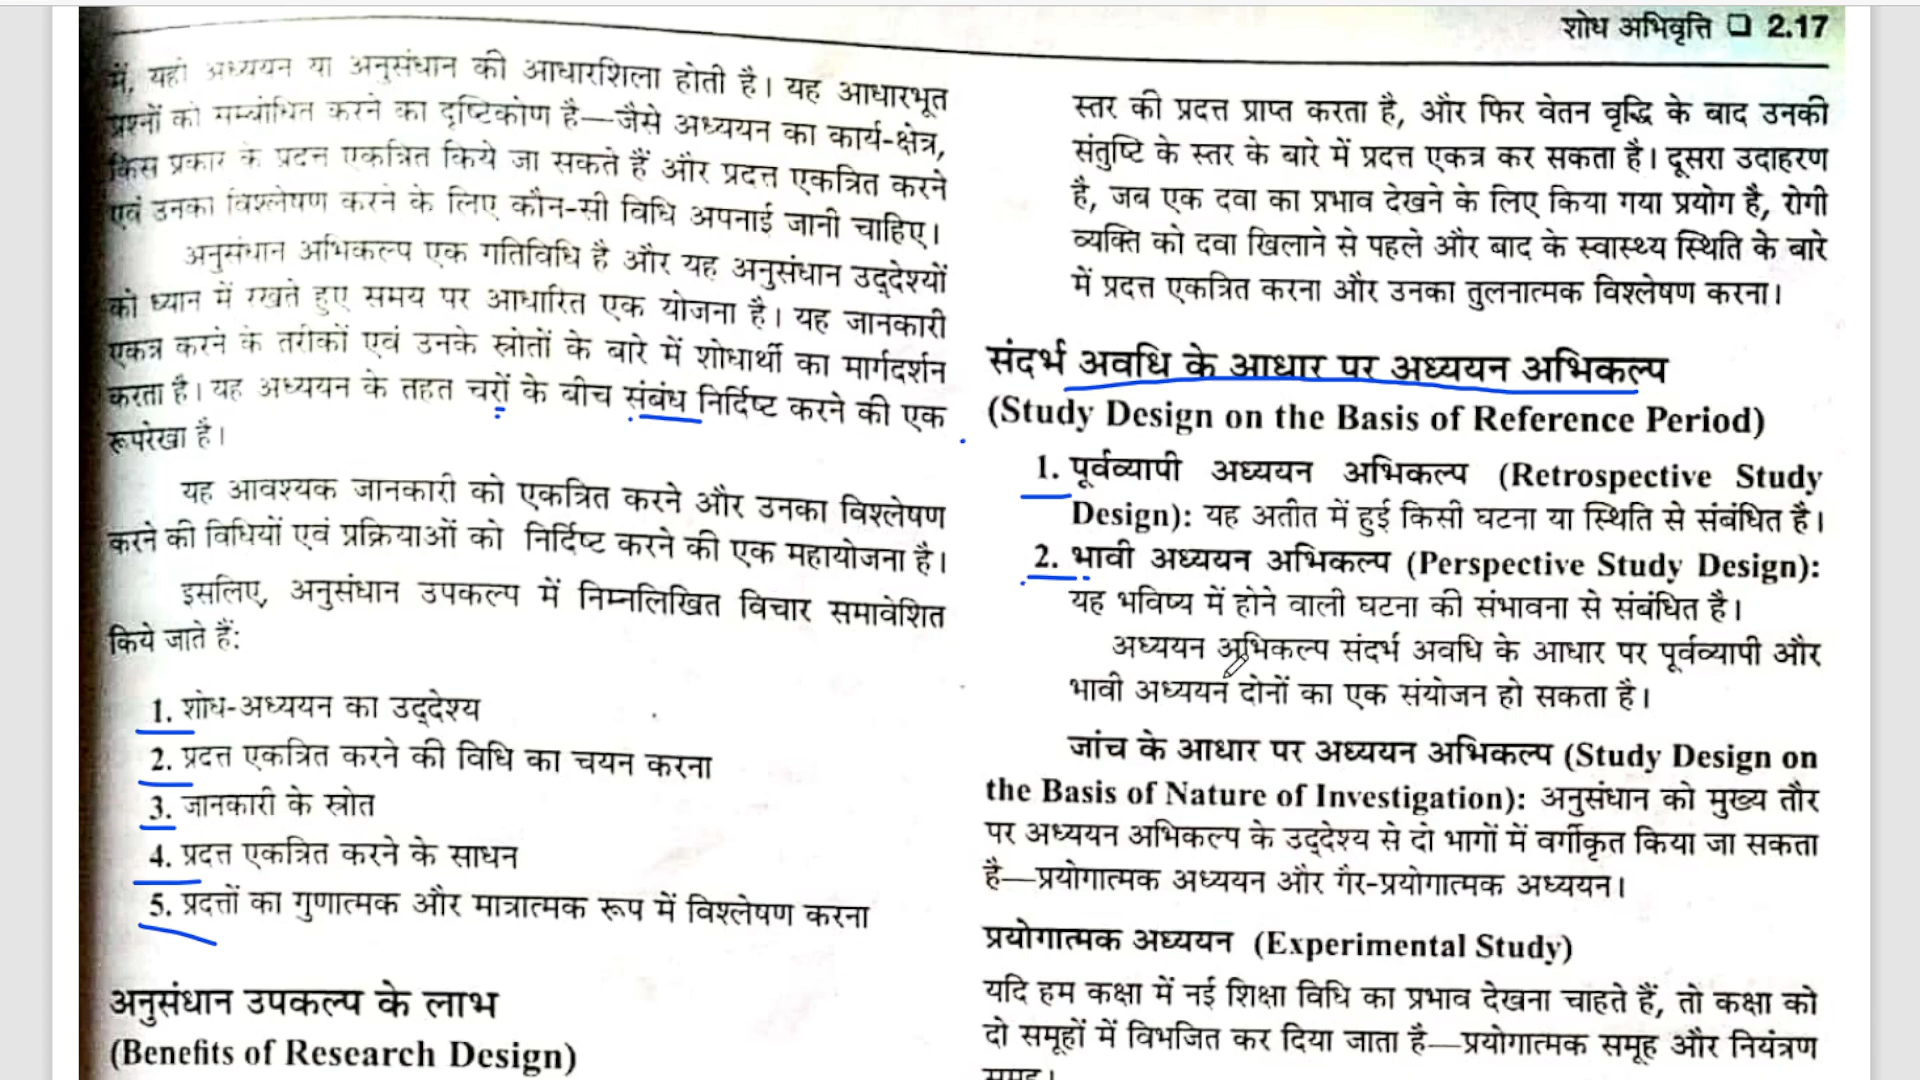 शोध अभिवृत्ति ❑ 2.17
में, यही अध्ययन या अनुसंधान की आधारशिला होती है। यह आधारभूत
प्रश्नों को सम्बोधित करने का दृष्टिकोण है—जैसे अध्ययन का कार्य-क्षेत्र,
किस प्रकार के प्रदत्त एकत्रित किये जा सकते हैं और प्रदत्त एकत्रित करने
एवं उनका विश्लेषण करने के लिए कौन-सी विधि अपनाई जानी चाहिए।
अनुसंधान अभिकल्प एक गतिविधि है और यह अनुसंधान उद्देश्यों
को ध्यान में रखते हुए समय पर आधारित एक योजना है। यह जानकारी
एकत्र करने के तरीकों एवं उनके स्रोतों के बारे में शोधार्थी का मार्गदर्शन
करता है। यह अध्ययन के तहत चरों के बीच संबंध निर्दिष्ट करने की एक
रूपरेखा है।
यह आवश्यक जानकारी को एकत्रित करने और उनका विश्लेषण
करने की विधियों एवं प्रक्रियाओं को निर्दिष्ट करने की एक महायोजना है।
इसलिए, अनुसंधान उपकल्प में निम्नलिखित विचार समावेशित
किये जाते हैं:
1. शोध-अध्ययन का उद्देश्य
2. प्रदत्त एकत्रित करने की विधि का चयन करना
3. जानकारी के स्रोत
4. प्रदत्त एकत्रित करने के साधन
5. प्रदत्तों का गुणात्मक और मात्रात्मक रूप में विश्लेषण करना
अनुसंधान उपकल्प के लाभ
(Benefits of Research Design)
स्तर की प्रदत्त प्राप्त करता है, और फिर वेतन वृद्धि के बाद उनकी
संतुष्टि के स्तर के बारे में प्रदत्त एकत्र कर सकता है। दूसरा उदाहरण
है, जब एक दवा का प्रभाव देखने के लिए किया गया प्रयोग है, रोगी
व्यक्ति को दवा खिलाने से पहले और बाद के स्वास्थ्य स्थिति के बारे
में प्रदत्त एकत्रित करना और उनका तुलनात्मक विश्लेषण करना।
संदर्भ अवधि के आधार पर अध्ययन अभिकल्प
(Study Design on the Basis of Reference Period)
1. पूर्वव्यापी अध्ययन अभिकल्प (Retrospective Study
Design): यह अतीत में हुई किसी घटना या स्थिति से संबंधित है।
2. भावी अध्ययन अभिकल्प (Perspective Study Design):
यह भविष्य में होने वाली घटना की संभावना से संबंधित है।
अध्ययन अभिकल्प संदर्भ अवधि के आधार पर पूर्वव्यापी और
भावी अध्ययन दोनों का एक संयोजन हो सकता है।
जांच के आधार पर अध्ययन अभिकल्प (Study Design on
the Basis of Nature of Investigation): अनुसंधान को मुख्य तौर
पर अध्ययन अभिकल्प के उद्देश्य से दो भागों में वर्गीकृत किया जा सकता
है—प्रयोगात्मक अध्ययन और गैर-प्रयोगात्मक अध्ययन।
प्रयोगात्मक अध्ययन (Experimental Study)
यदि हम कक्षा में नई शिक्षा विधि का प्रभाव देखना चाहते हैं, तो कक्षा को
दो समूहों में विभजित कर दिया जाता है—प्रयोगात्मक समूह और नियंत्रण
समूह।